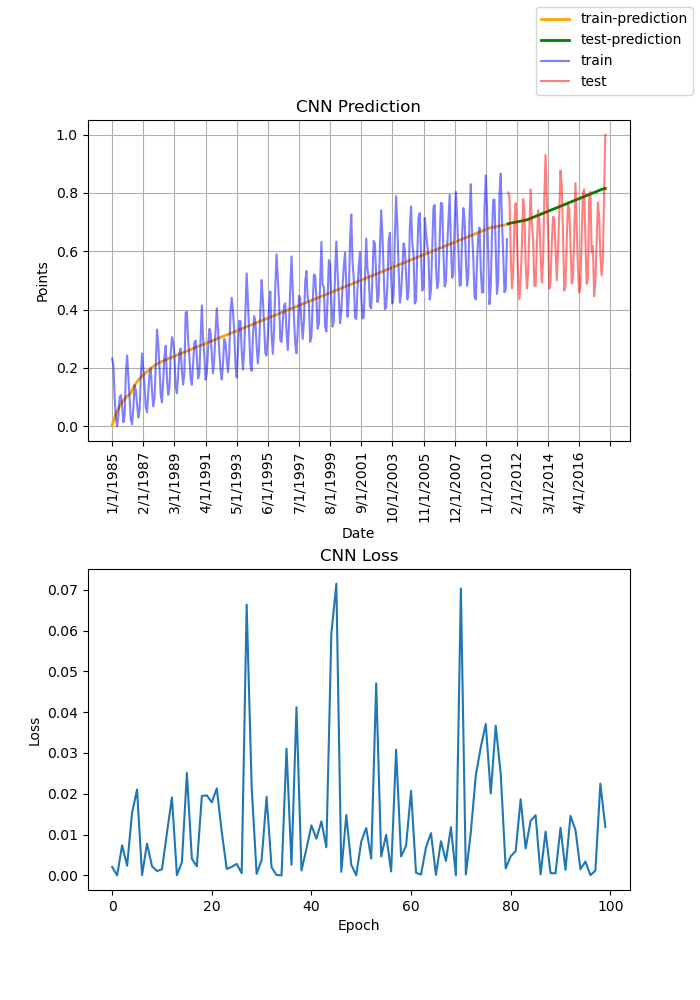 train-prediction
test-prediction
train
test
CNN Prediction
1.0
0.8
0.6
0.4
0.2
0.0
Points
1/1/1985
2/1/1987
3/1/1989
4/1/1991
5/1/1993
6/1/1995
7/1/1997
8/1/1999
9/1/2001
10/1/2003
11/1/2005
12/1/2007
1/1/2010
2/1/2012
3/1/2014
4/1/2016
Date
CNN Loss
0.07
0.06
0.05
0.04
0.03
0.02
0.01
0.00
Loss
0 20 40 60 80 100
Epoch